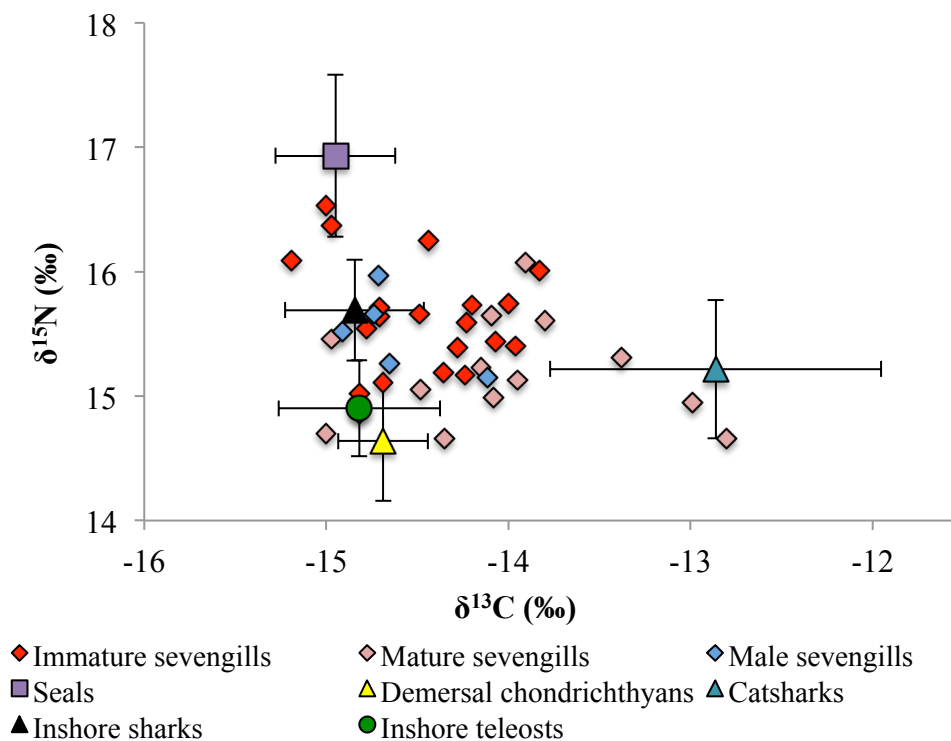 18
17
16
15
14
δ¹⁵N (‰)
-16 -15 -14 -13 -12
δ¹³C (‰)
Immature sevengills Mature sevengills Male sevengills
Seals Demersal chondrichthyans Catsharks
Inshore sharks Inshore teleosts